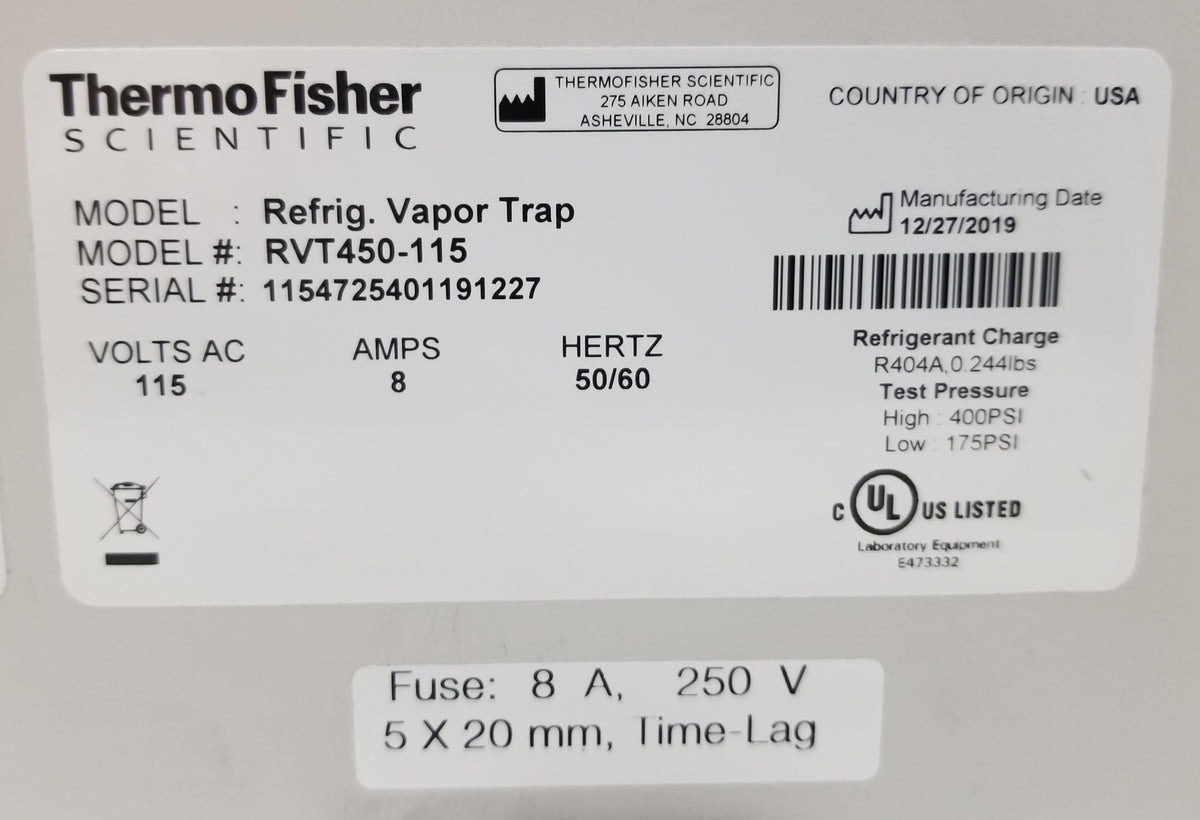 ThermoFisher
SCIENTIFIC
THERMOFISHER SCIENTIFIC
275 AIKEN ROAD
ASHEVILLE, NC 28804
COUNTRY OF ORIGIN : USA
MODEL : Refrig. Vapor Trap
MODEL #: RVT450-115
SERIAL #: 1154725401191227
Manufacturing Date
12/27/2019
VOLTS AC AMPS HERTZ
115 8 50/60
Refrigerant Charge
R404A,0.244lbs
Test Pressure
High : 400PSI
Low : 175PSI
C UL US LISTED
Laboratory Equipment
E473332
Fuse: 8 A, 250 V
5 X 20 mm, Time-Lag